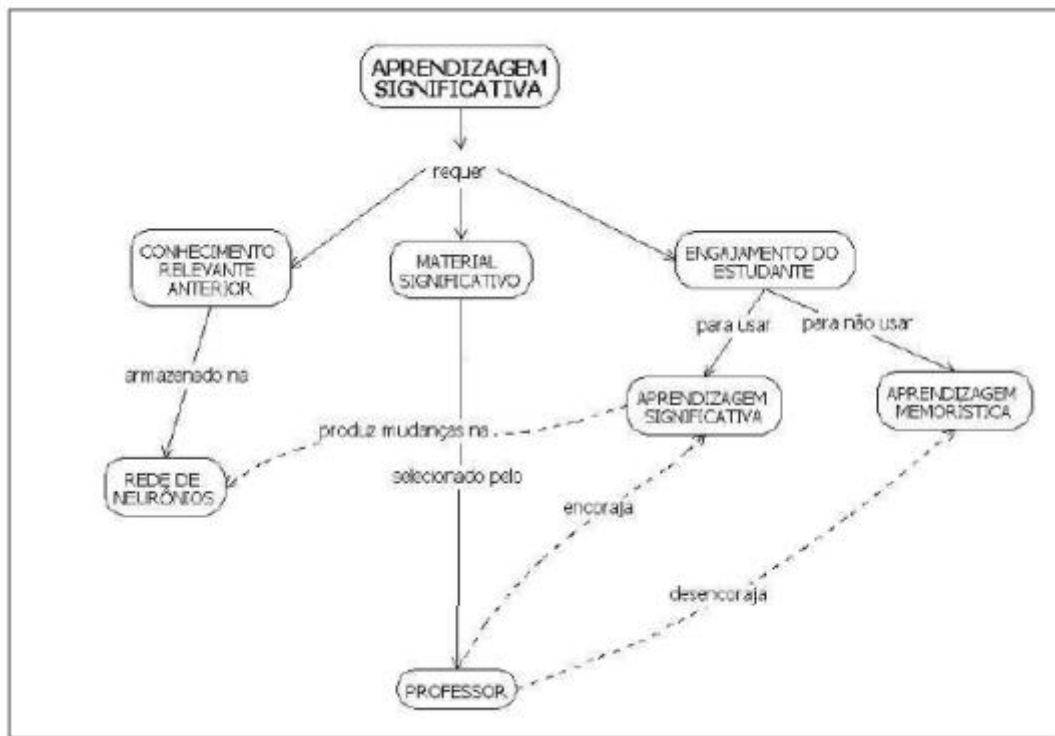 APRENDIZAGEM
SIGNIFICATIVA
requer
CONHECIMENTO
RELEVANTE
ANTERIOR
MATERIAL
SIGNIFICATIVO
ENGAJAMENTO DO
ESTUDANTE
para usar
para não usar
armazenado na
APRENDIZAGEM
SIGNIFICATIVA
APRENDIZAGEM
MEMORÍSTICA
produz mudanças na
REDE DE
NEURÔNIOS
selecionado pelo
encoraja
desencoraja
PROFESSOR